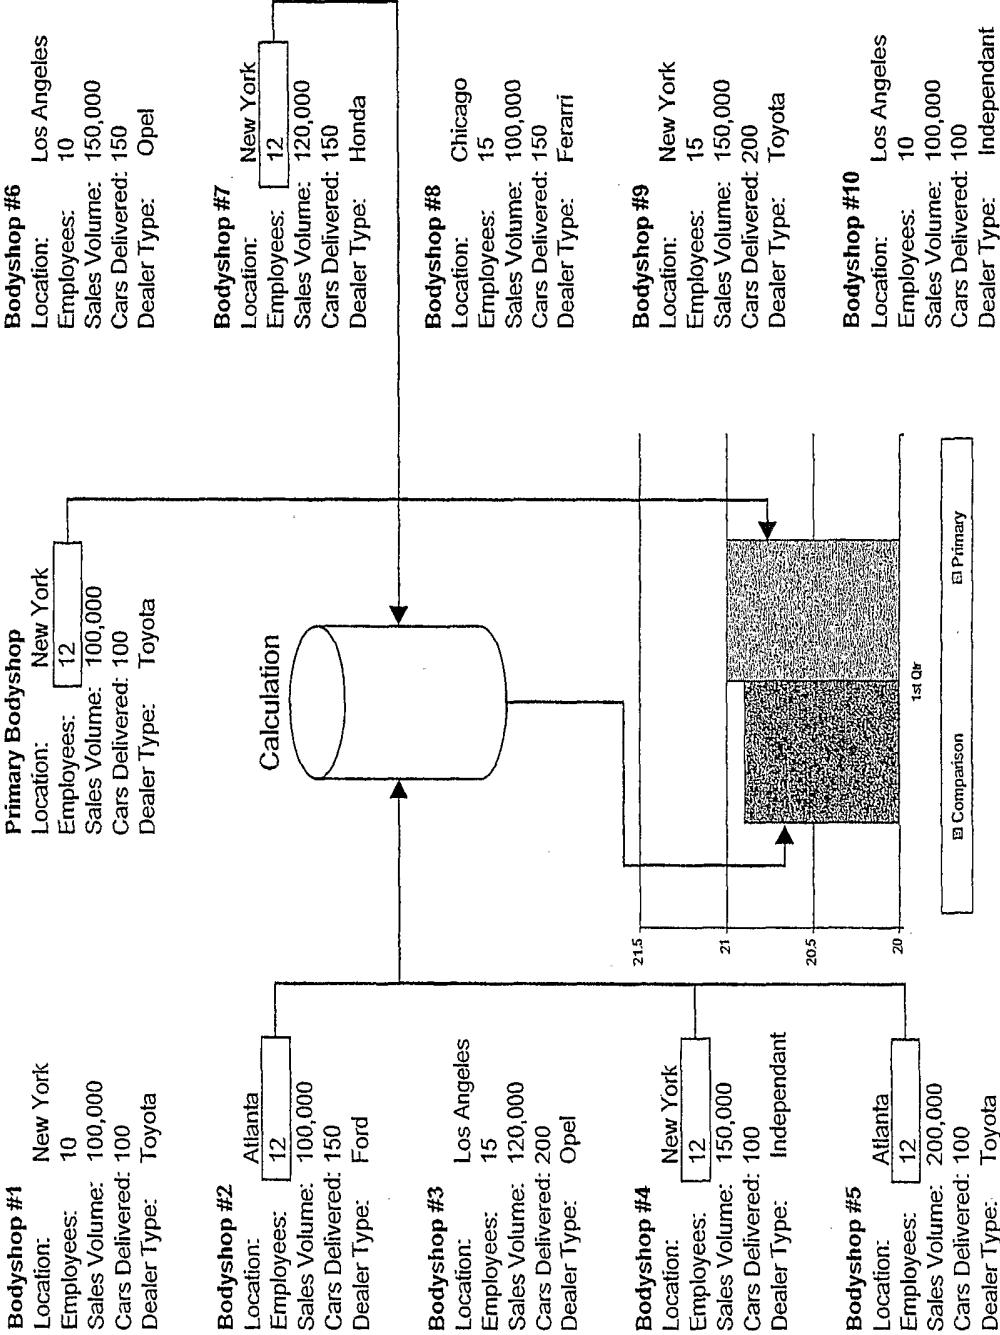 Bodyshop #1
Location: New York
Employees: 10
Sales Volume: 100,000
Cars Delivered: 100
Dealer Type: Toyota
Bodyshop #2
Location: Atlanta
Employees: 12
Sales Volume: 100,000
Cars Delivered: 150
Dealer Type: Ford
Bodyshop #3
Location: Los Angeles
Employees: 15
Sales Volume: 120,000
Cars Delivered: 200
Dealer Type: Opel
Bodyshop #4
Location: New York
Employees: 12
Sales Volume: 150,000
Cars Delivered: 100
Dealer Type: Independant
Bodyshop #5
Location: Atlanta
Employees: 12
Sales Volume: 200,000
Cars Delivered: 100
Dealer Type: Toyota
Primary Bodyshop
Location: New York
Employees: 12
Sales Volume: 100,000
Cars Delivered: 100
Dealer Type: Toyota
Calculation
21.5
21
20.5
20
1st Qtr
Comparison
Primary
Bodyshop #6
Location: Los Angeles
Employees: 10
Sales Volume: 150,000
Cars Delivered: 150
Dealer Type: Opel
Bodyshop #7
Location: New York
Employees: 12
Sales Volume: 120,000
Cars Delivered: 150
Dealer Type: Honda
Bodyshop #8
Location: Chicago
Employees: 15
Sales Volume: 100,000
Cars Delivered: 150
Dealer Type: Ferarri
Bodyshop #9
Location: New York
Employees: 15
Sales Volume: 150,000
Cars Delivered: 200
Dealer Type: Toyota
Bodyshop #10
Location: Los Angeles
Employees: 10
Sales Volume: 100,000
Cars Delivered: 100
Dealer Type: Independant